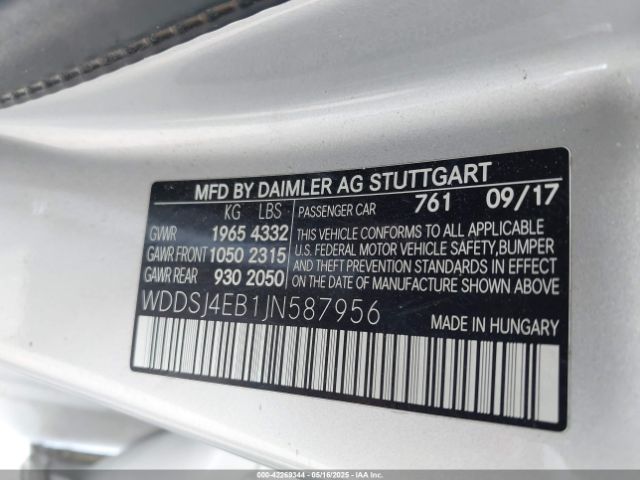 MFD BY DAIMLER AG STUTTGART
KG LBS PASSENGER CAR 761 09/17
GVWR 1965 4332
GAWR FRONT 1050 2315
GAWR REAR 930 2050
THIS VEHICLE CONFORMS TO ALL APPLICABLE
U.S. FEDERAL MOTOR VEHICLE SAFETY,BUMPER
AND THEFT PREVENTION STANDARDS IN EFFECT
ON THE DATE OF MANUFACTURE SHOWN ABOVE
WDDSJ4EB1JN587956
MADE IN HUNGARY
000-42269344 - 05/16/2025 - IAAI.COM